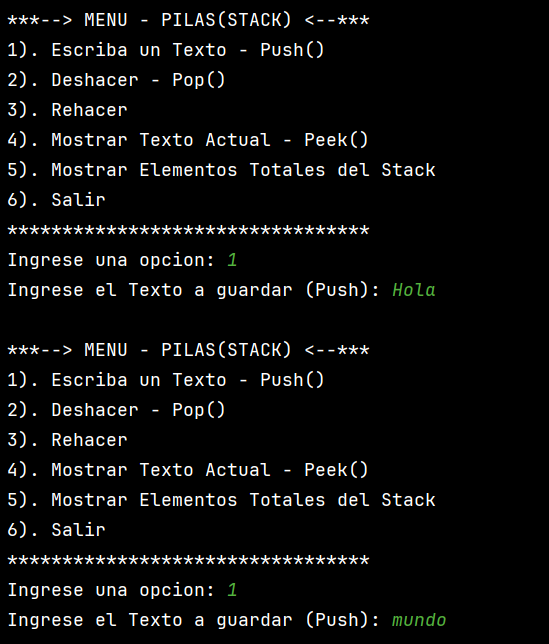 ***--> MENU - PILAS(STACK) <--***
1). Escriba un Texto - Push()
2). Deshacer - Pop()
3). Rehacer
4). Mostrar Texto Actual - Peek()
5). Mostrar Elementos Totales del Stack
6). Salir
*********************************
Ingrese una opcion: 1
Ingrese el Texto a guardar (Push): Hola

***--> MENU - PILAS(STACK) <--***
1). Escriba un Texto - Push()
2). Deshacer - Pop()
3). Rehacer
4). Mostrar Texto Actual - Peek()
5). Mostrar Elementos Totales del Stack
6). Salir
*********************************
Ingrese una opcion: 1
Ingrese el Texto a guardar (Push): mundo